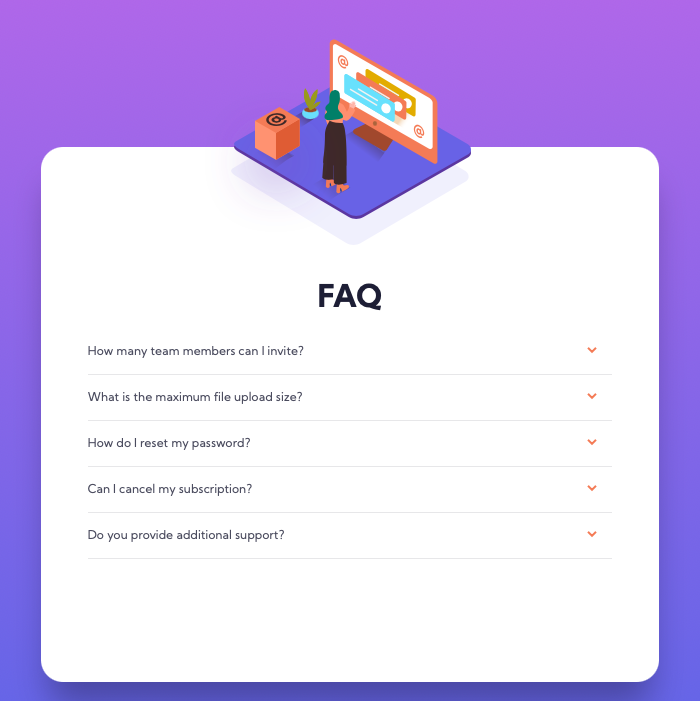 FAQ
How many team members can I invite?
What is the maximum file upload size?
How do I reset my password?
Can I cancel my subscription?
Do you provide additional support?